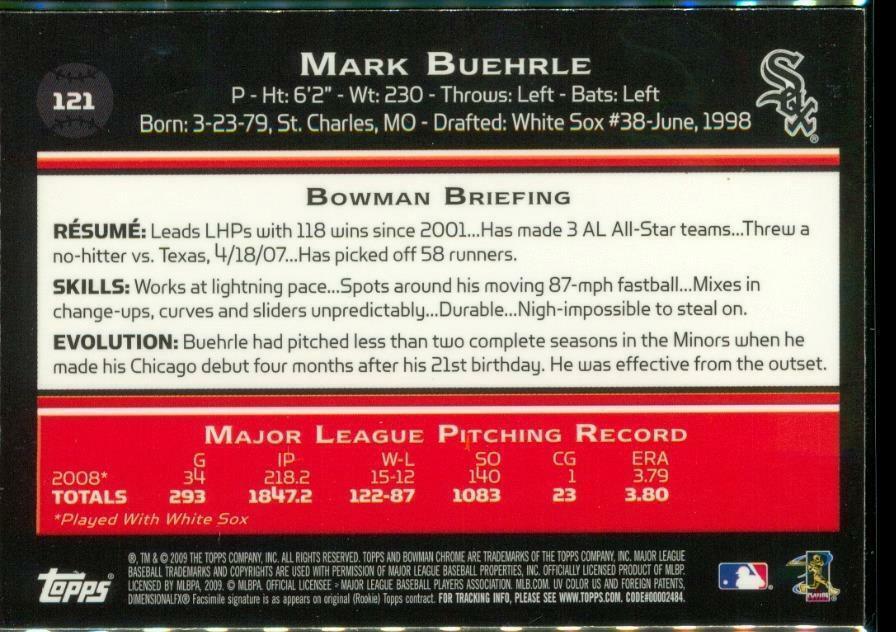 MARK BUEHRLE
121
P - Ht: 6'2" - Wt: 230 - Throws: Left - Bats: Left
Sox
Born: 3-23-79, St. Charles, MO - Drafted: White Sox #38-June, 1998
BOWMAN BRIEFING
RÉSUMÉ: Leads LHPs with 118 wins since 2001...Has made 3 AL All-Star teams...Threw a
no-hitter vs. Texas, 4/18/07...Has picked off 58 runners.
SKILLS: Works at lightning pace...Spots around his moving 87-mph fastball...Mixes in
change-ups, curves and sliders unpredictably...Durable...Nigh-impossible to steal on.
EVOLUTION: Buehrle had pitched less than two complete seasons in the Minors when he
made his Chicago debut four months after his 21st birthday. He was effective from the outset.
MAJOR LEAGUE PITCHING RECORD
G IP W-L SO CG ERA
2008* 34 218.2 15-12 140 1 3.79
TOTALS 293 1847.2 122-87 1083 23 3.80
*Played With White Sox
®, TM & © 2009 THE TOPPS COMPANY, INC. ALL RIGHTS RESERVED. TOPPS AND BOWMAN CHROME ARE TRADEMARKS OF THE TOPPS COMPANY, INC. MAJOR LEAGUE
BASEBALL TRADEMARKS AND COPYRIGHTS ARE USED WITH PERMISSION OF MAJOR LEAGUE BASEBALL PROPERTIES, INC. OFFICIALLY LICENSED PRODUCT OF MLBP.
LICENSED BY MLBPA, 2009. © MLBPA. OFFICIAL LICENSEE - MAJOR LEAGUE BASEBALL PLAYERS ASSOCIATION. MLB.COM. UV COLOR US AND FOREIGN PATENTS,
DIMENSIONALFX® Facsimile signature is as appears on original (Rookie) Topps contract. FOR TRACKING INFO, PLEASE SEE WWW.TOPPS.COM. CODE#00002484.
topps®